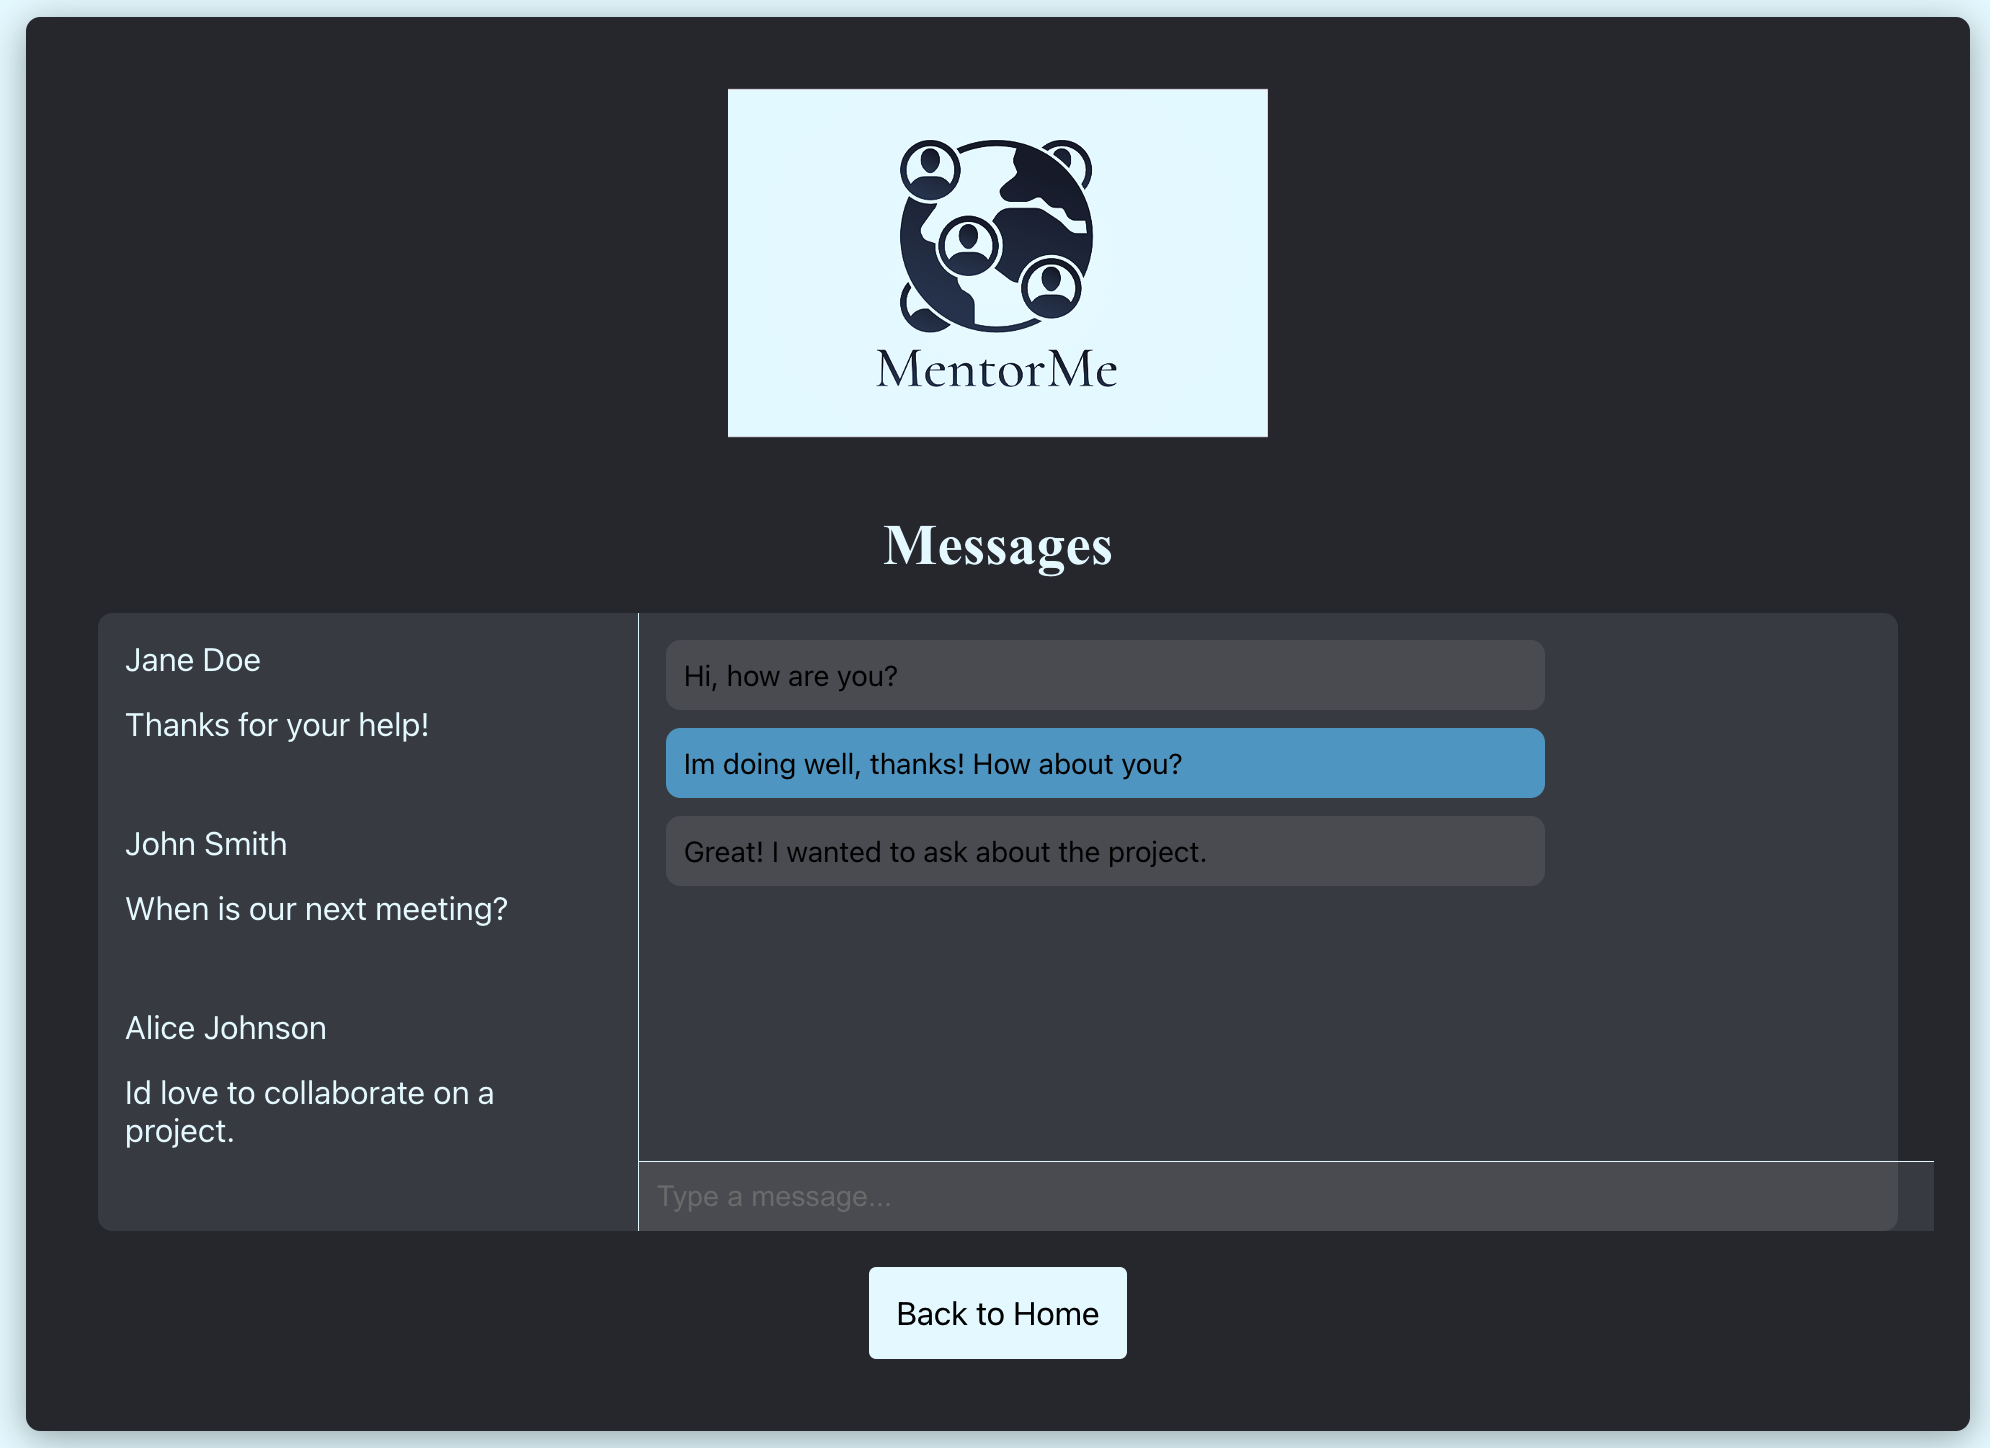 MentorMe
Messages
Jane Doe
Thanks for your help!
John Smith
When is our next meeting?
Alice Johnson
Id love to collaborate on a
project.
Hi, how are you?
Im doing well, thanks! How about you?
Great! I wanted to ask about the project.
Type a message...
Back to Home